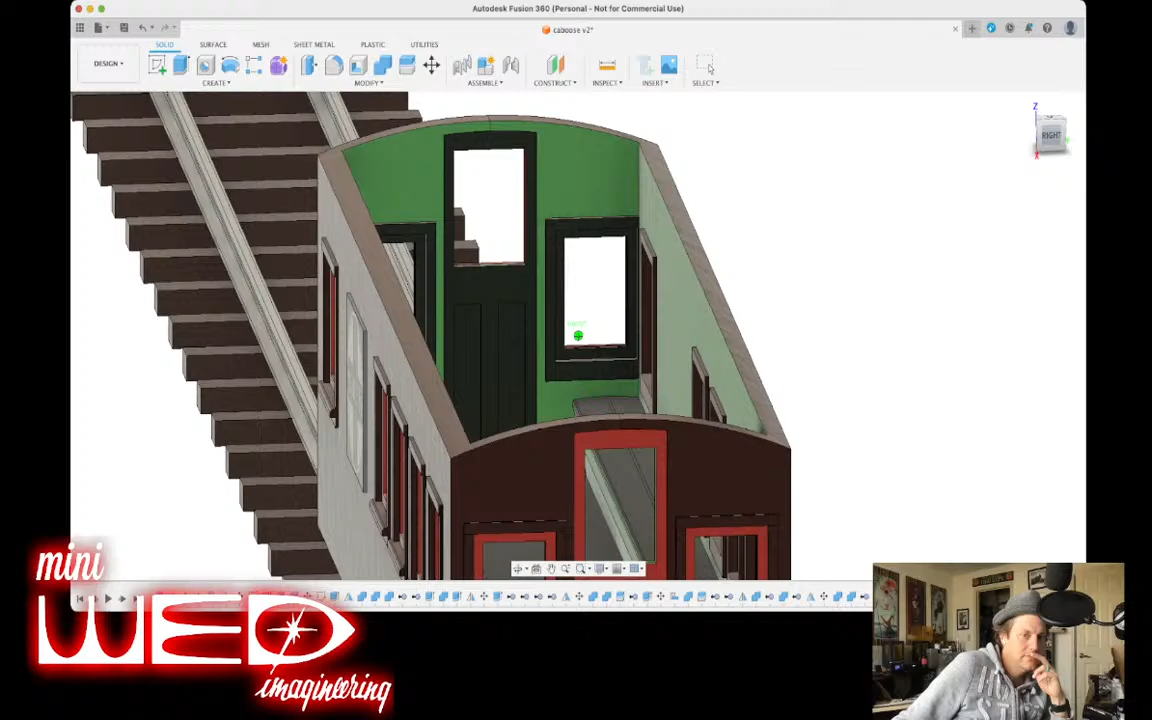 Autodesk Fusion 360 (Personal - Not for Commercial Use)
caboose v2*
SOLID SURFACE MESH SHEET METAL PLASTIC UTILITIES
DESIGN
CREATE MODIFY ASSEMBLE CONSTRUCT INSPECT INSERT SELECT
Z
RIGHT
X
mini
WED
imagineering